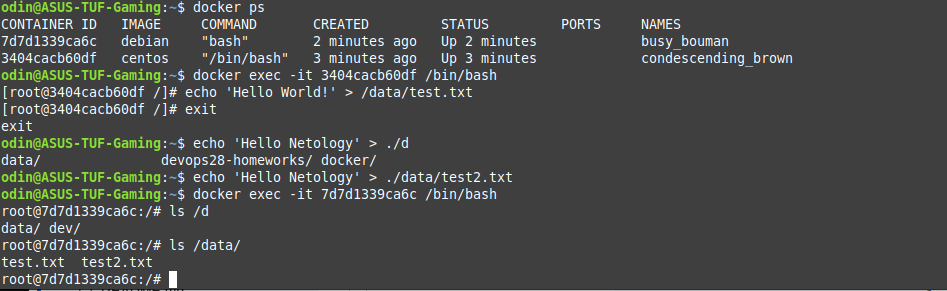 odin@ASUS-TUF-Gaming:~$ docker ps
CONTAINER ID   IMAGE     COMMAND       CREATED         STATUS         PORTS     NAMES
7d7d1339ca6c   debian    "bash"        2 minutes ago   Up 2 minutes             busy_bouman
3404cacb60df   centos    "/bin/bash"   3 minutes ago   Up 3 minutes             condescending_brown
odin@ASUS-TUF-Gaming:~$ docker exec -it 3404cacb60df /bin/bash
[root@3404cacb60df /]# echo 'Hello World!' > /data/test.txt
[root@3404cacb60df /]# exit
exit
odin@ASUS-TUF-Gaming:~$ echo 'Hello Netology' > ./d
data/               devops28-homeworks/ docker/
odin@ASUS-TUF-Gaming:~$ echo 'Hello Netology' > ./data/test2.txt
odin@ASUS-TUF-Gaming:~$ docker exec -it 7d7d1339ca6c /bin/bash
root@7d7d1339ca6c:/# ls /d
data/ dev/
root@7d7d1339ca6c:/# ls /data/
test.txt  test2.txt
root@7d7d1339ca6c:/#